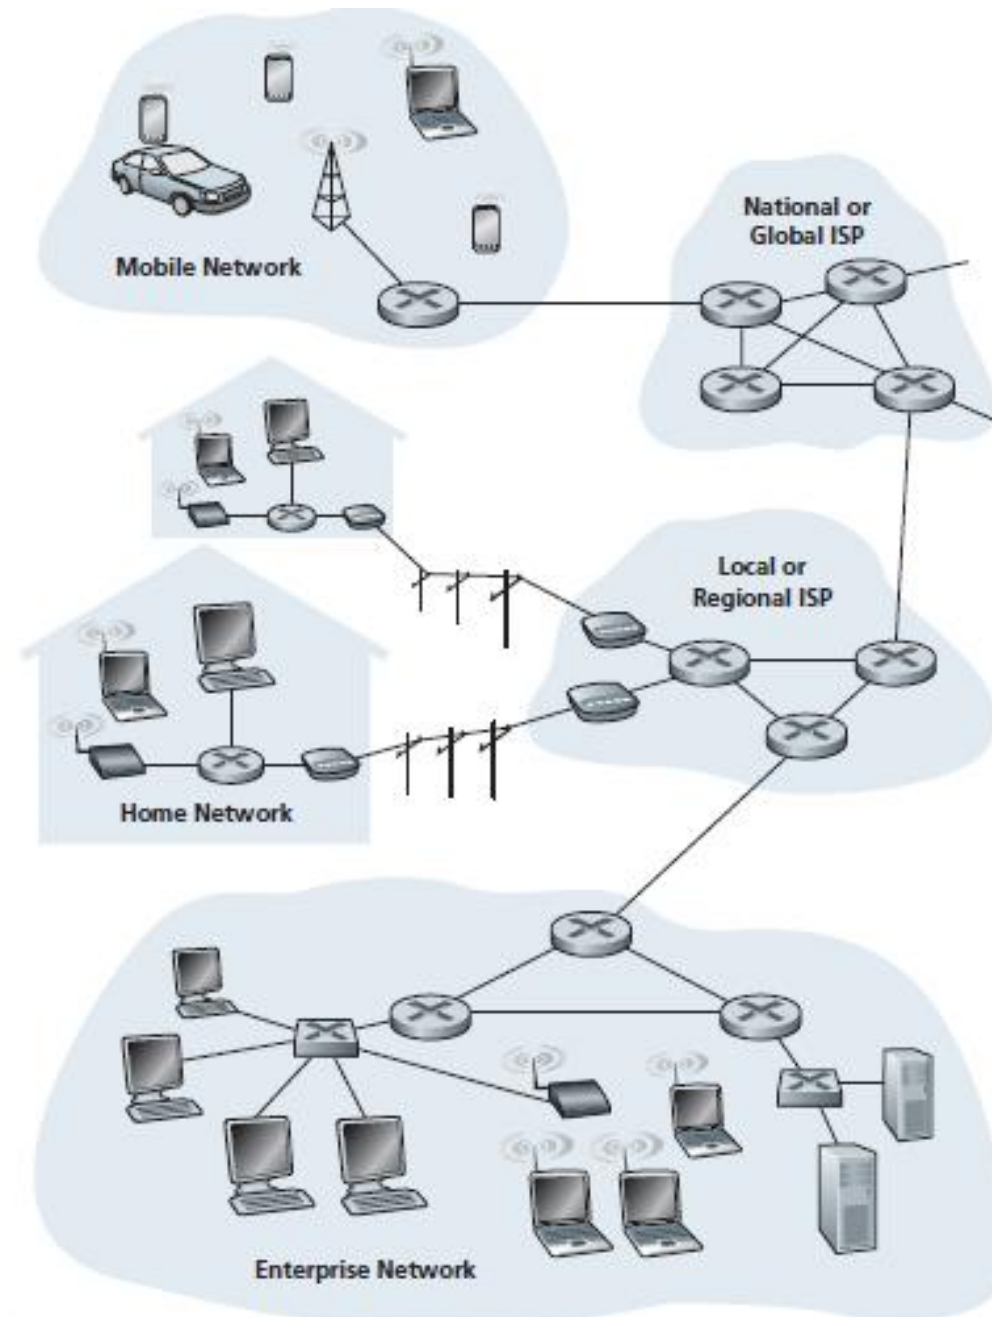 Mobile Network
National or
Global ISP
Local or
Regional ISP
Home Network
Enterprise Network